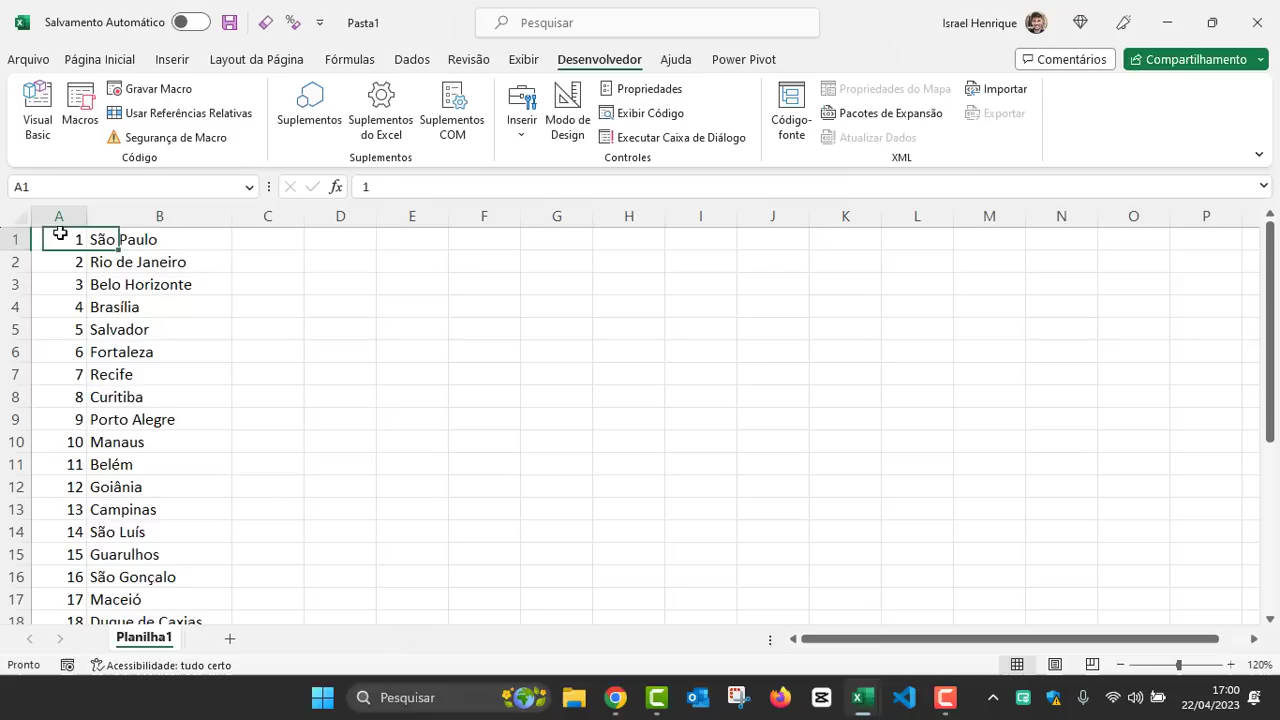 Salvamento Automático
Pasta1
Pesquisar
Israel Henrique
Arquivo Página Inicial Inserir Layout da Página Fórmulas Dados Revisão Exibir Desenvolvedor Ajuda Power Pivot
Comentários
Compartilhamento
Visual Basic
Macros
Gravar Macro
Usar Referências Relativas
Segurança de Macro
Código
Suplementos
Suplementos do Excel
Suplementos COM
Suplementos
Inserir
Modo de Design
Propriedades
Exibir Código
Executar Caixa de Diálogo
Controles
Código-fonte
Propriedades do Mapa
Pacotes de Expansão
Atualizar Dados
Importar
Exportar
XML
A1
fx
1
A B C D E F G H I J K L M N O P
1 1 São Paulo
2 2 Rio de Janeiro
3 3 Belo Horizonte
4 4 Brasília
5 5 Salvador
6 6 Fortaleza
7 7 Recife
8 8 Curitiba
9 9 Porto Alegre
10 10 Manaus
11 11 Belém
12 12 Goiânia
13 13 Campinas
14 14 São Luís
15 15 Guarulhos
16 16 São Gonçalo
17 17 Maceió
18 18 Duque de Caxias
Planilha1
Pronto
Acessibilidade: tudo certo
120%
Pesquisar
17:00
22/04/2023